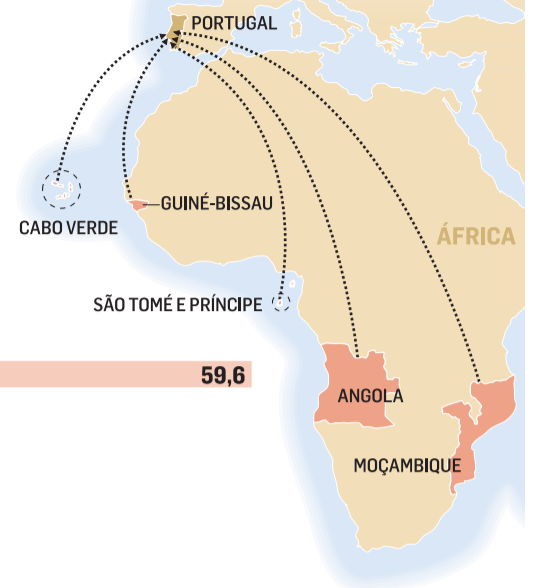 PORTUGAL
GUINÉ-BISSAU
CABO VERDE
ÁFRICA
SÃO TOMÉ E PRÍNCIPE
59,6
ANGOLA
MOÇAMBIQUE